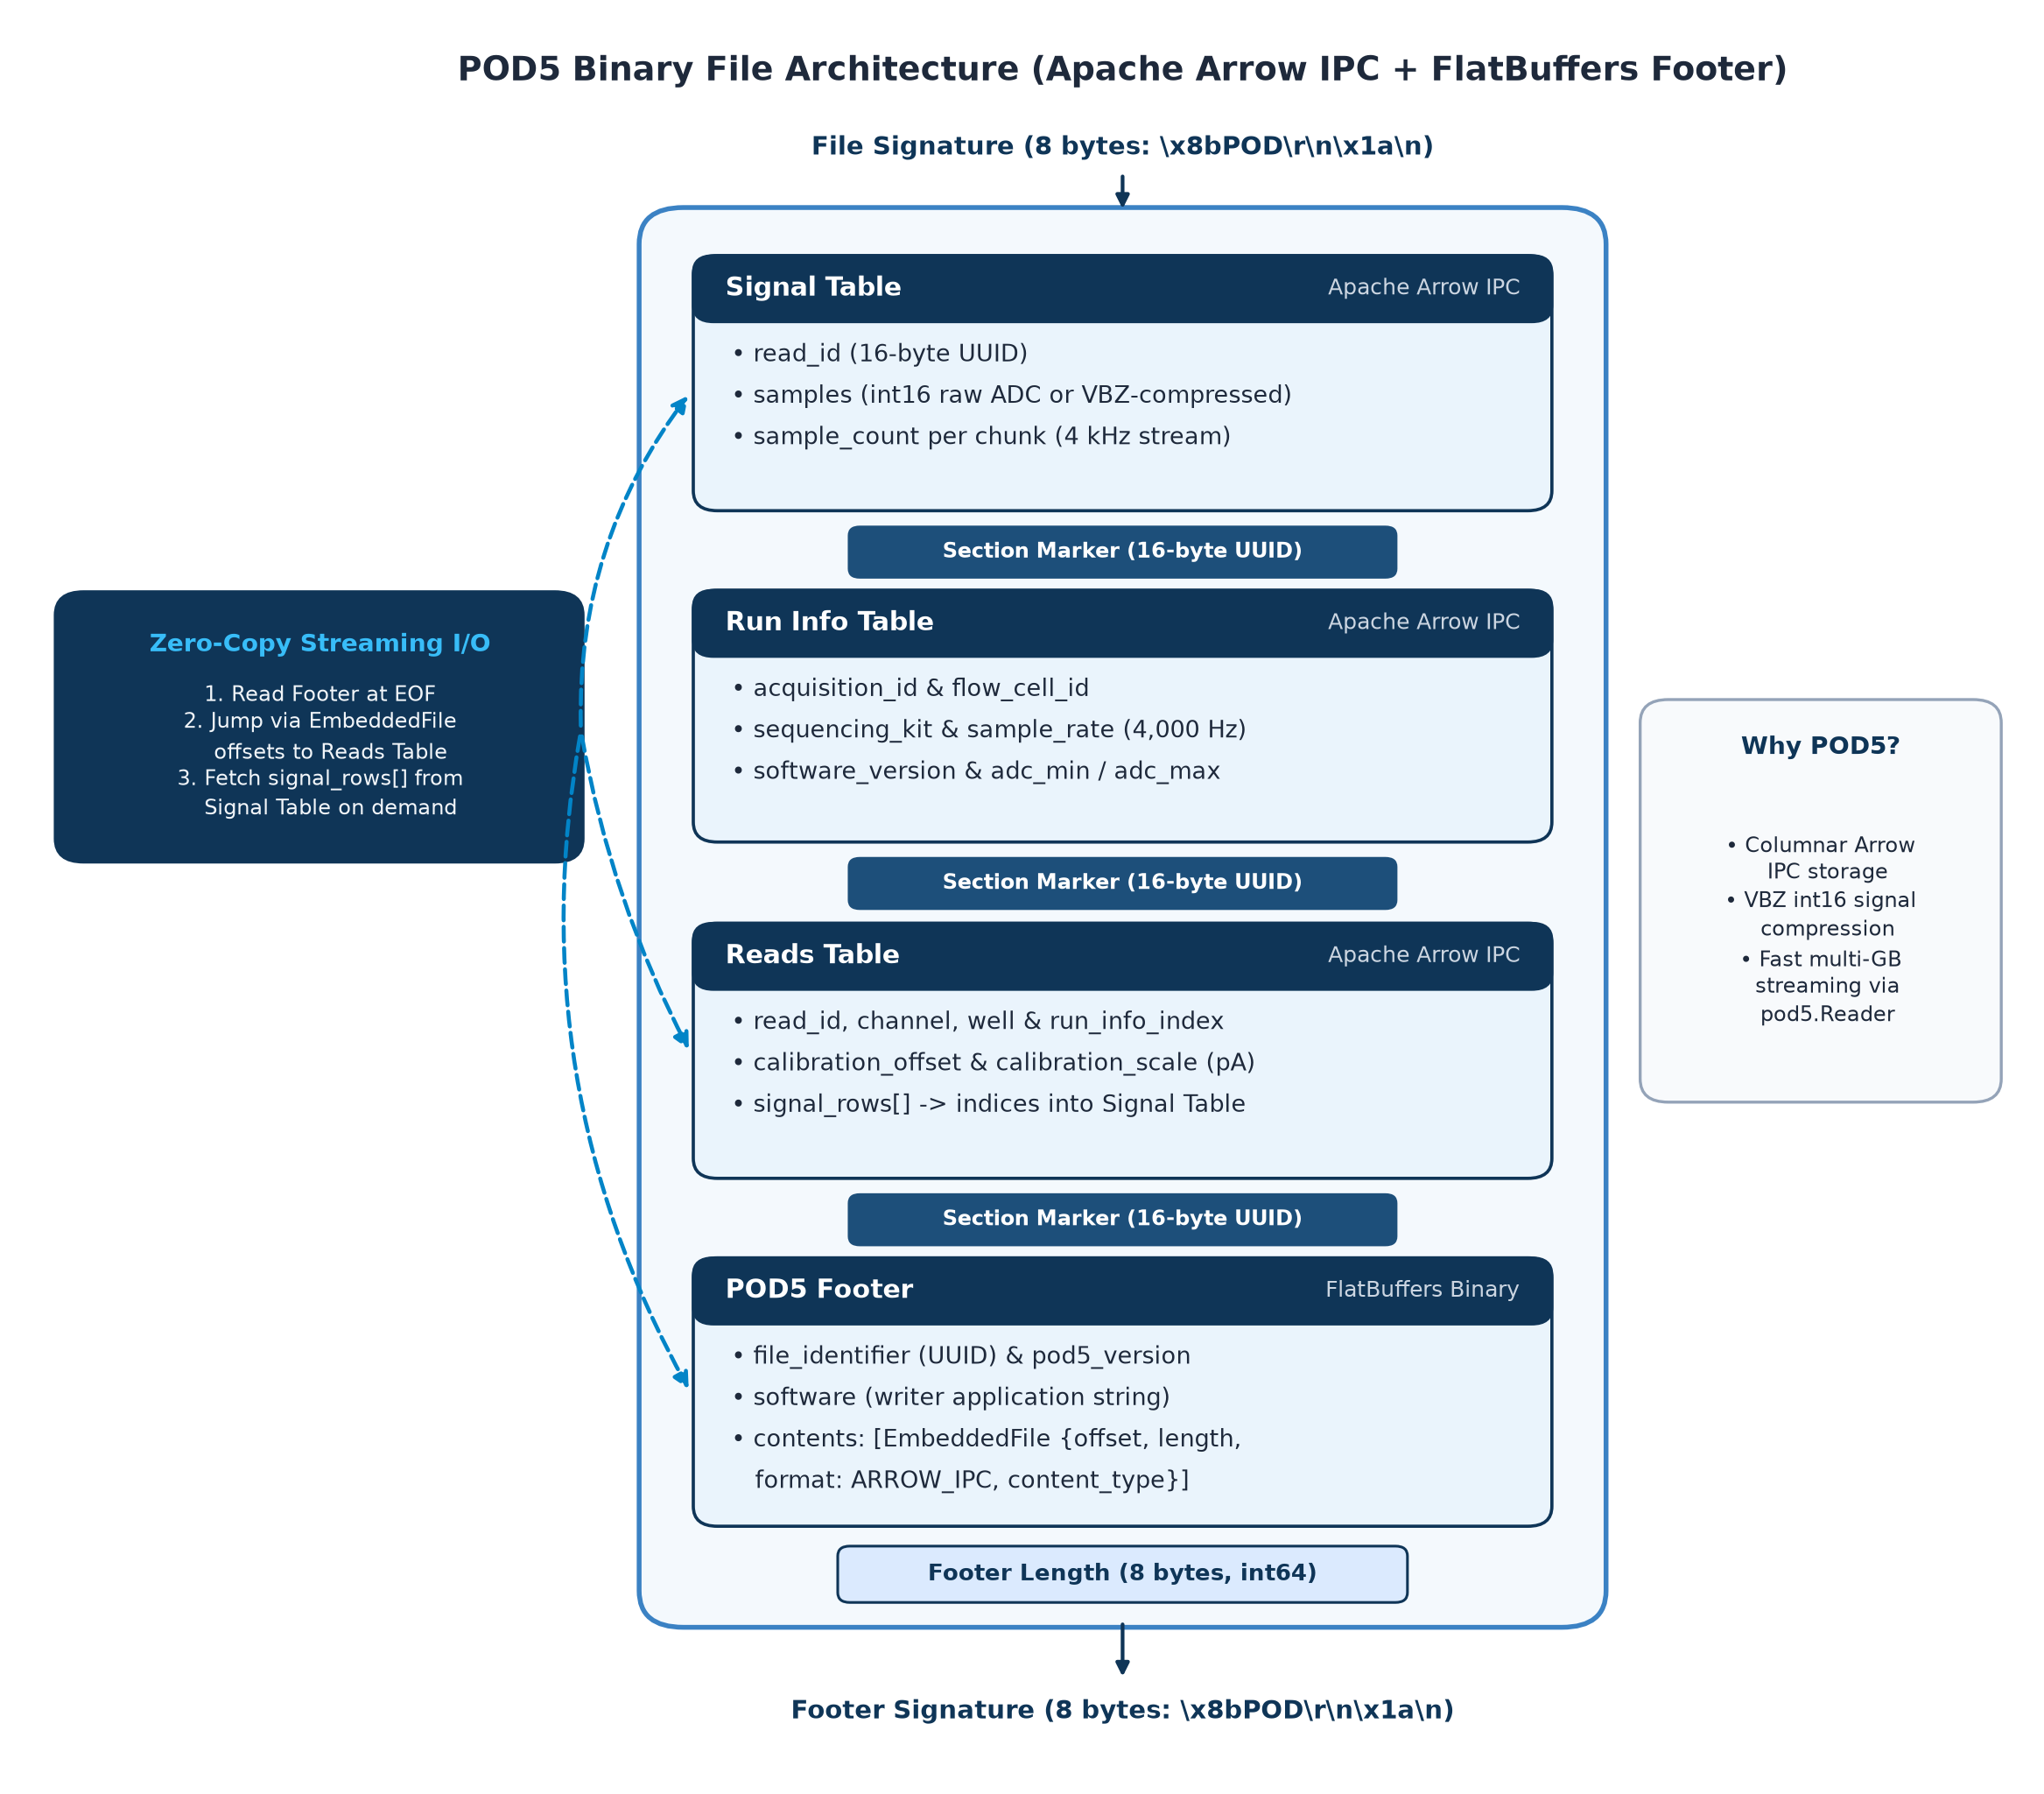 POD5 Binary File Architecture (Apache Arrow IPC + FlatBuffers Footer)
File Signature (8 bytes: \x8bPOD\r\n\x1a\n)
Signal Table
Apache Arrow IPC
• read_id (16-byte UUID)
• samples (int16 raw ADC or VBZ-compressed)
• sample_count per chunk (4 kHz stream)
Section Marker (16-byte UUID)
Run Info Table
Apache Arrow IPC
• acquisition_id & flow_cell_id
• sequencing_kit & sample_rate (4,000 Hz)
• software_version & adc_min / adc_max
Section Marker (16-byte UUID)
Reads Table
Apache Arrow IPC
• read_id, channel, well & run_info_index
• calibration_offset & calibration_scale (pA)
• signal_rows[] -> indices into Signal Table
Section Marker (16-byte UUID)
POD5 Footer
FlatBuffers Binary
• file_identifier (UUID) & pod5_version
• software (writer application string)
• contents: [EmbeddedFile {offset, length,
format: ARROW_IPC, content_type}]
Footer Length (8 bytes, int64)
Footer Signature (8 bytes: \x8bPOD\r\n\x1a\n)
Zero-Copy Streaming I/O
1. Read Footer at EOF
2. Jump via EmbeddedFile
offsets to Reads Table
3. Fetch signal_rows[] from
Signal Table on demand
Why POD5?
• Columnar Arrow
IPC storage
• VBZ int16 signal
compression
• Fast multi-GB
streaming via
pod5.Reader